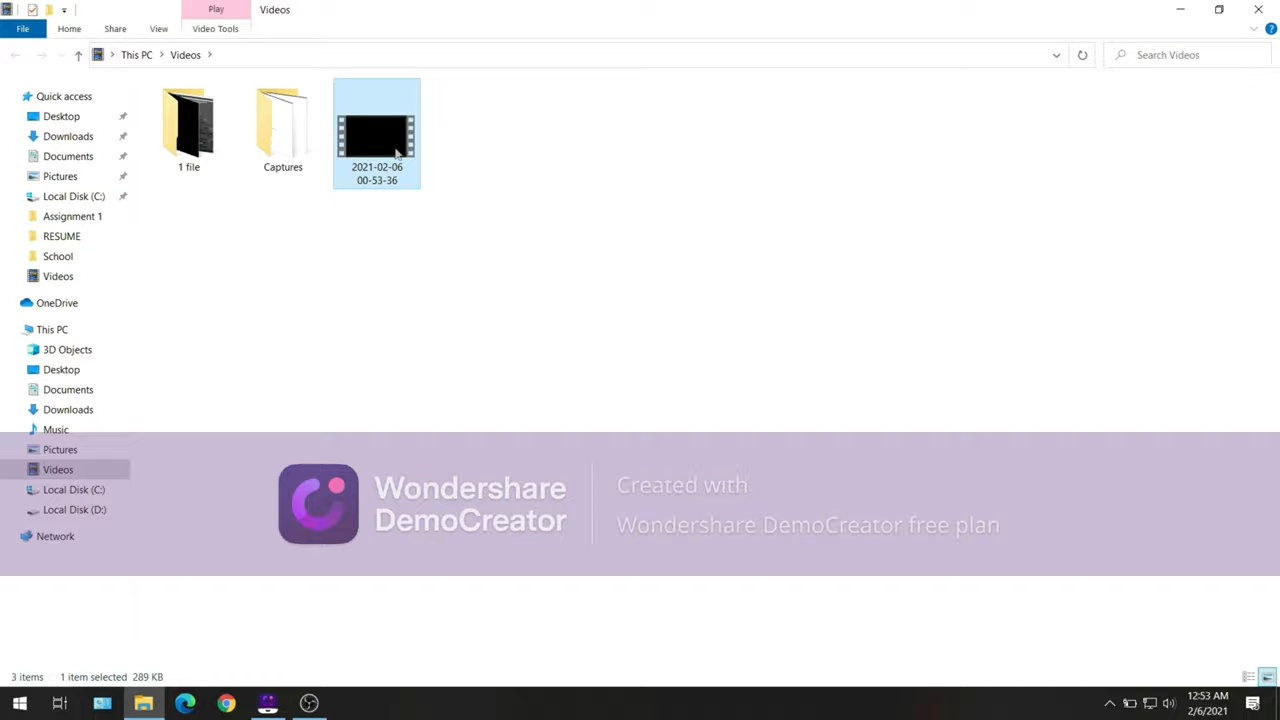 Play
Videos
File
Home
Share
View
Video Tools
This PC
Videos
Search Videos
Quick access
Desktop
Downloads
Documents
Pictures
Local Disk (C:)
Assignment 1
RESUME
School
Videos
OneDrive
This PC
3D Objects
Desktop
Documents
Downloads
Music
Pictures
Videos
Local Disk (C:)
Local Disk (D:)
Network
1 file
Captures
2021-02-06
00-53-36
Wondershare
DemoCreator
Created with
Wondershare DemoCreator free plan
3 items
1 item selected 289 KB
12:53 AM
2/6/2021